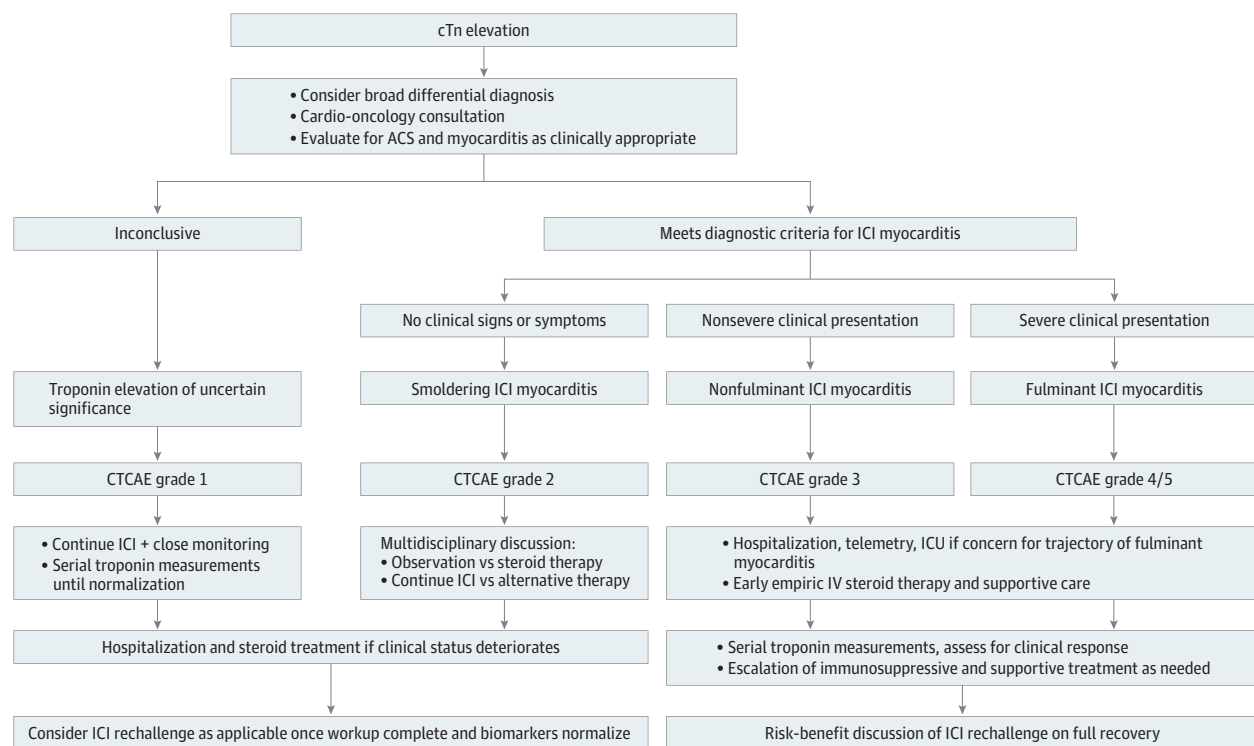 cTn elevation
• Consider broad differential diagnosis
• Cardio-oncology consultation
• Evaluate for ACS and myocarditis as clinically appropriate
Inconclusive
Meets diagnostic criteria for ICI myocarditis
No clinical signs or symptoms
Nonsevere clinical presentation
Severe clinical presentation
Troponin elevation of uncertain
significance
Smoldering ICI myocarditis
Nonfulminant ICI myocarditis
Fulminant ICI myocarditis
CTCAE grade 1
CTCAE grade 2
CTCAE grade 3
CTCAE grade 4/5
• Continue ICI + close monitoring
• Serial troponin measurements
until normalization
Multidisciplinary discussion:
• Observation vs steroid therapy
• Continue ICI vs alternative therapy
• Hospitalization, telemetry, ICU if concern for trajectory of fulminant
myocarditis
• Early empiric IV steroid therapy and supportive care
Hospitalization and steroid treatment if clinical status deteriorates
• Serial troponin measurements, assess for clinical response
• Escalation of immunosuppressive and supportive treatment as needed
Consider ICI rechallenge as applicable once workup complete and biomarkers normalize
Risk-benefit discussion of ICI rechallenge on full recovery